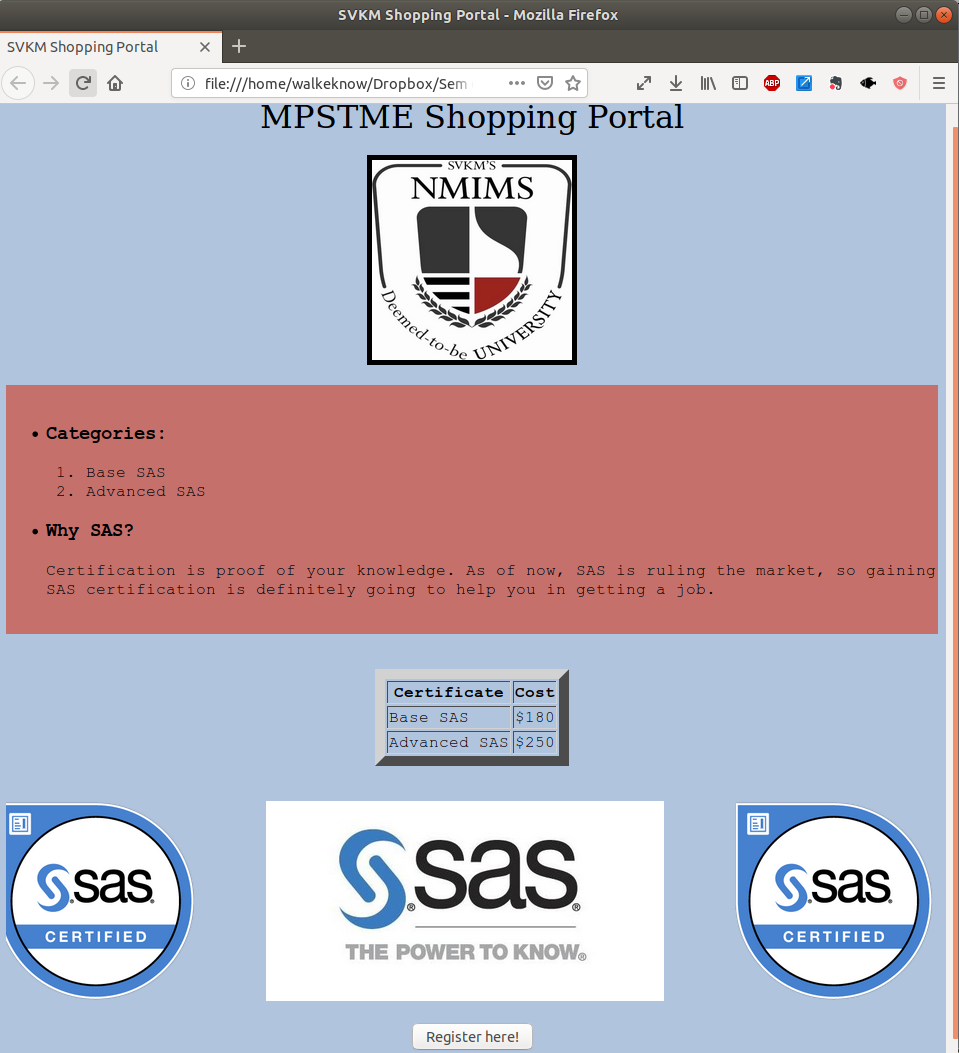 SVKM Shopping Portal - Mozilla Firefox
SVKM Shopping Portal
file:///home/walkeknow/Dropbox/Sem
ABP
MPSTME Shopping Portal
SVKM'S
NMIMS
Deemed-to-be UNIVERSITY
• Categories:
1. Base SAS
2. Advanced SAS
• Why SAS?
Certification is proof of your knowledge. As of now, SAS is ruling the market, so gaining
SAS certification is definitely going to help you in getting a job.
Certificate Cost
Base SAS $180
Advanced SAS $250
sas®
CERTIFIED
sas®
THE POWER TO KNOW®
sas®
CERTIFIED
Register here!